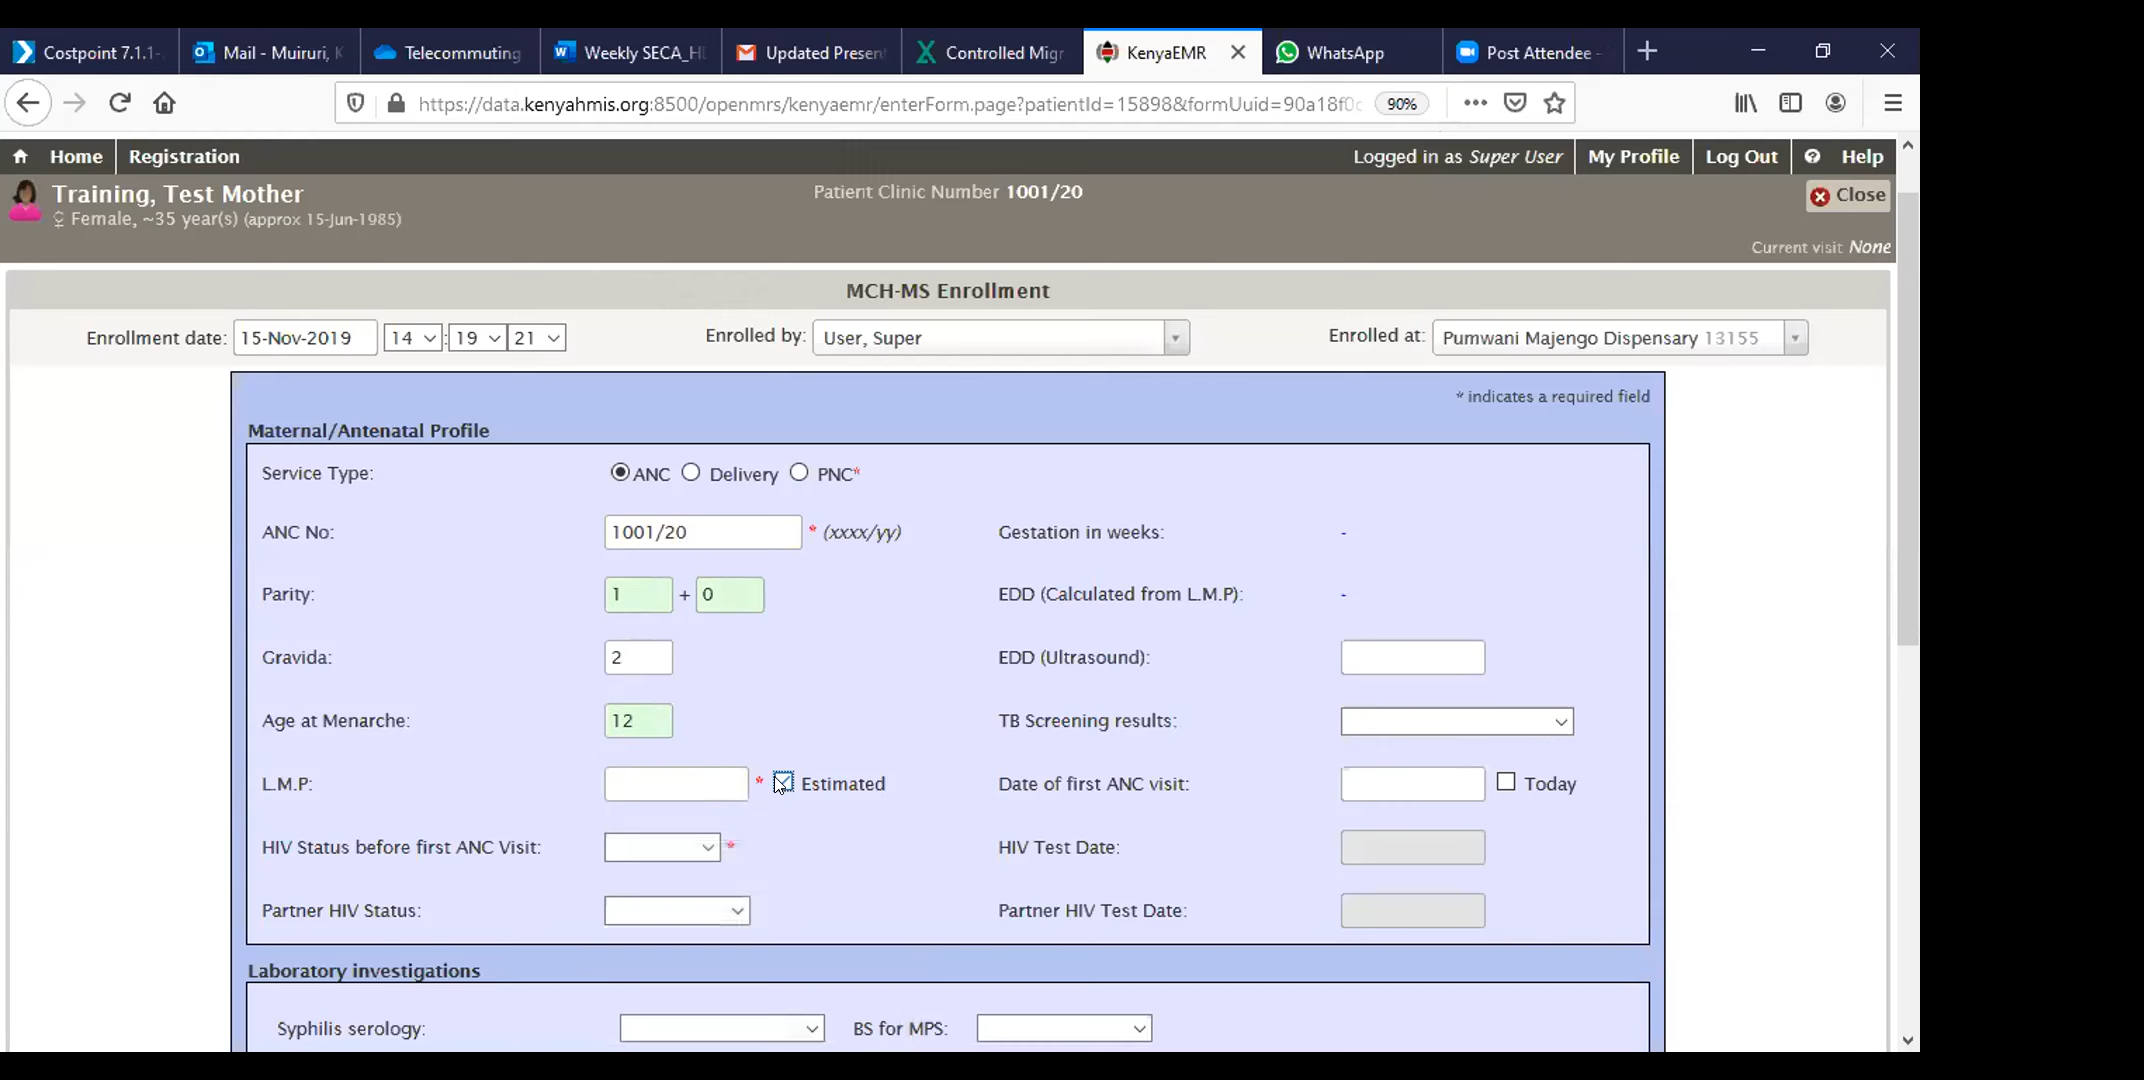 Costpoint 7.1.1- Mail - Muiruri, K Telecommuting Weekly SECA_HI Updated Present Controlled Migr KenyaEMR WhatsApp Post Attendee -
https://data.kenyahmis.org:8500/openmrs/kenyaemr/enterForm.page?patientId=15898&formUuid=90a18f0c 90%
Home Registration Logged in as Super User My Profile Log Out Help
Training, Test Mother Patient Clinic Number 1001/20 Close
Female, ~35 year(s) (approx 15-Jun-1985)
Current visit None
MCH-MS Enrollment
Enrollment date: 15-Nov-2019 14 : 19 21 Enrolled by: User, Super Enrolled at: Pumwani Majengo Dispensary 13155
* indicates a required field
Maternal/Antenatal Profile
Service Type: ANC Delivery PNC*
ANC No: 1001/20 * (xxxx/yy) Gestation in weeks: -
Parity: 1 + 0 EDD (Calculated from L.M.P): -
Gravida: 2 EDD (Ultrasound):
Age at Menarche: 12 TB Screening results:
L.M.P: * Estimated Date of first ANC visit: Today
HIV Status before first ANC Visit: * HIV Test Date:
Partner HIV Status: Partner HIV Test Date:
Laboratory investigations
Syphilis serology: BS for MPS: